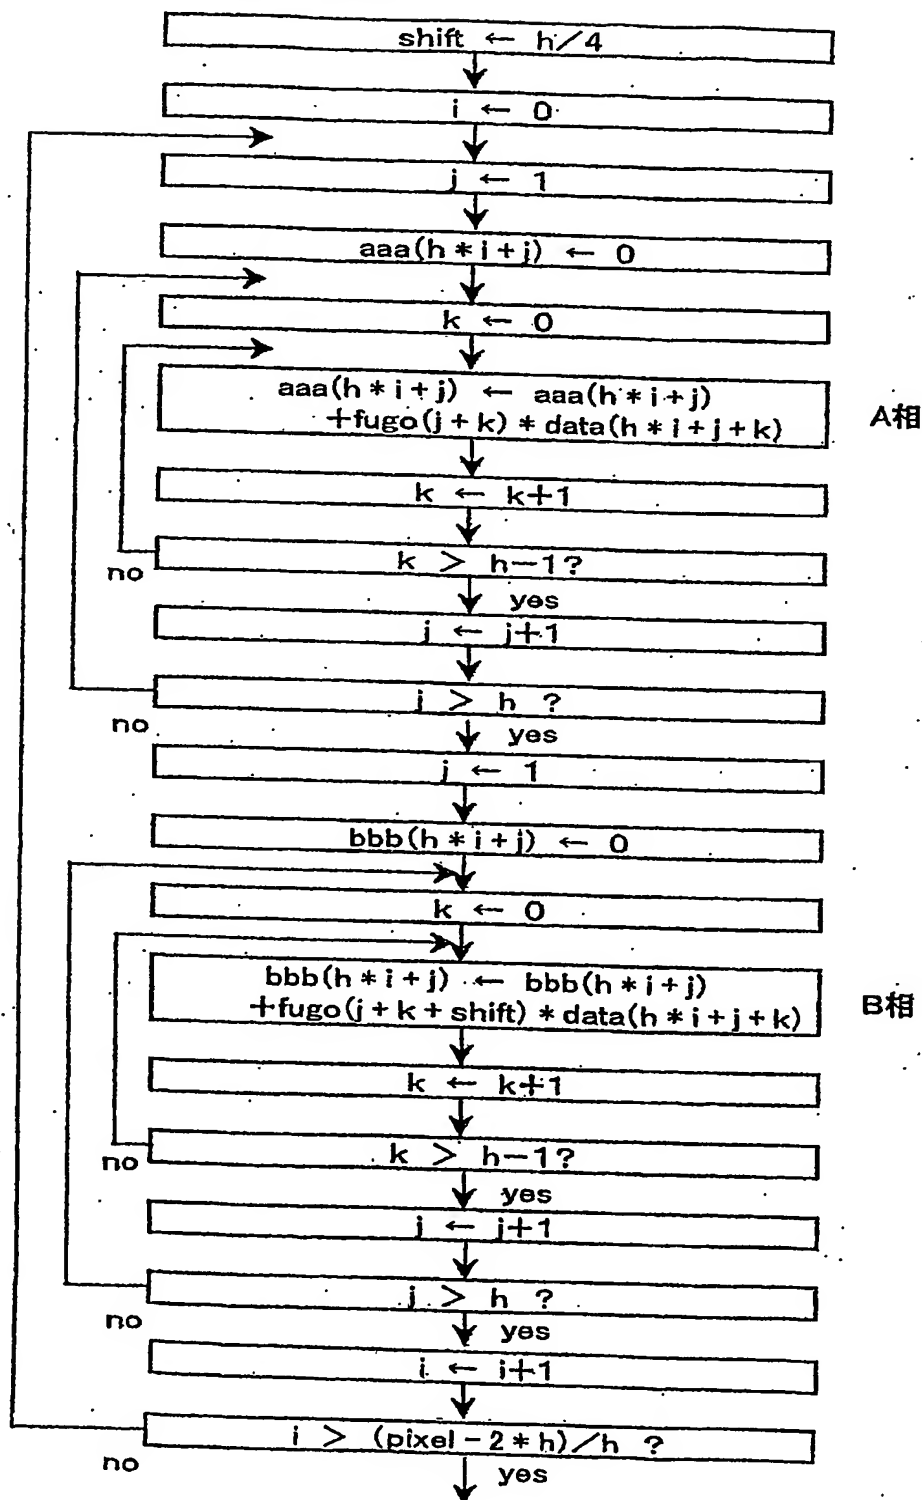 shift ← h/4
i ← 0
j ← 1
aaa(h*i+j) ← 0
k ← 0
aaa(h*i+j) ← aaa(h*i+j)
+fugo(j+k)*data(h*i+j+k)
A相
k ← k+1
k > h-1?
no
yes
j ← j+1
j > h ?
no
yes
j ← 1
bbb(h*i+j) ← 0
k ← 0
bbb(h*i+j) ← bbb(h*i+j)
+fugo(j+k+shift)*data(h*i+j+k)
B相
k ← k+1
k > h-1?
no
yes
j ← j+1
j > h ?
no
yes
i ← i+1
i > (pixel-2*h)/h ?
no
yes